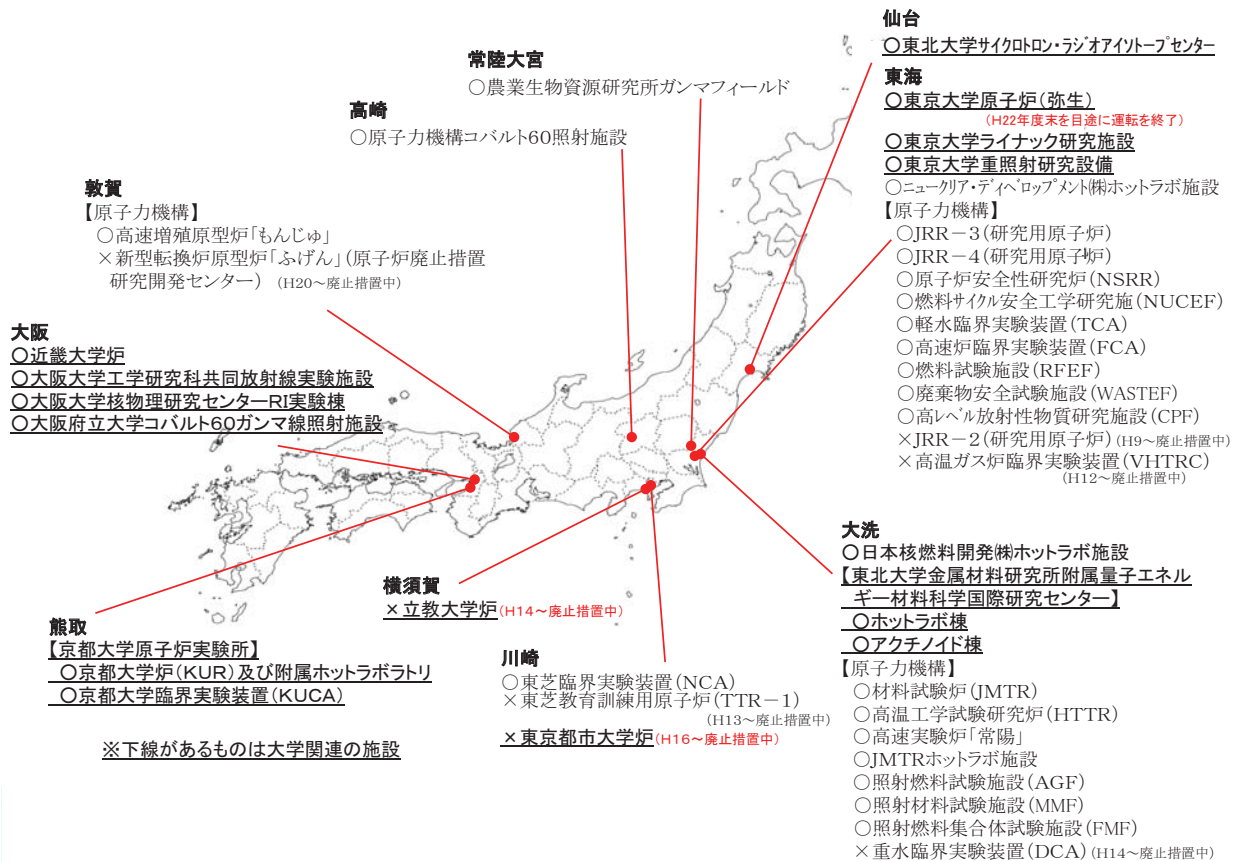 仙台
○東北大学サイクロトロン・ラジオアイソトープセンター
東海
○東京大学原子炉(弥生)
(H22年度末を目途に運転を終了)
○東京大学ライナック研究施設
○東京大学重照射研究設備
○ニュークリア・ディベロップメント㈱ホットラボ施設
【原子力機構】
○JRR-3(研究用原子炉)
○JRR-4(研究用原子炉)
○原子炉安全性研究炉(NSRR)
○燃料サイクル安全工学研究施(NUCEF)
○軽水臨界実験装置(TCA)
○高速炉臨界実験装置(FCA)
○燃料試験施設(RFEF)
○廃棄物安全試験施設(WASTEF)
○高レベル放射性物質研究施設(CPF)
×JRR-2(研究用原子炉)(H9~廃止措置中)
×高温ガス炉臨界実験装置(VHTRC)
(H12~廃止措置中)
常陸大宮
○農業生物資源研究所ガンマフィールド
高崎
○原子力機構コバルト60照射施設
敦賀
【原子力機構】
○高速増殖原型炉「もんじゅ」
×新型転換炉原型炉「ふげん」(原子炉廃止措置
研究開発センター) (H20~廃止措置中)
大阪
○近畿大学炉
○大阪大学工学研究科共同放射線実験施設
○大阪大学核物理研究センターRI実験棟
○大阪府立大学コバルト60ガンマ線照射施設
熊取
【京都大学原子炉実験所】
○京都大学炉(KUR)及び附属ホットラボラトリ
○京都大学臨界実験装置(KUCA)
※下線があるものは大学関連の施設
横須賀
×立教大学炉(H14~廃止措置中)
川崎
○東芝臨界実験装置(NCA)
×東芝教育訓練用原子炉(TTR-1)
(H13~廃止措置中)
×東京都市大学炉(H16~廃止措置中)
大洗
○日本核燃料開発㈱ホットラボ施設
【東北大学金属材料研究所附属量子エネル
ギー材料科学国際研究センター】
○ホットラボ棟
○アクチノイド棟
【原子力機構】
○材料試験炉(JMTR)
○高温工学試験研究炉(HTTR)
○高速実験炉「常陽」
○JMTRホットラボ施設
○照射燃料試験施設(AGF)
○照射材料試験施設(MMF)
○照射燃料集合体試験施設(FMF)
×重水臨界実験装置(DCA)(H14~廃止措置中)